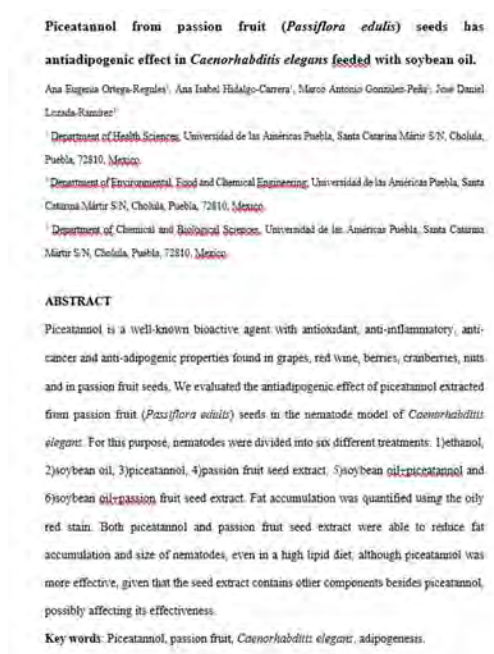 Piceatannol from passion fruit (Passiflora edulis) seeds has
antiadipogenic effect in Caenorhabditis elegans feeded with soybean oil.
Ana Eugenia Ortega-Regules¹, Ana Isabel Hidalgo-Carrera¹, Marco Antonio González-Peña², José Daniel
Lozada-Ramírez³
¹ Department of Health Sciences, Universidad de las Américas Puebla, Santa Catarina Mártir S/N, Cholula,
Puebla, 72810, Mexico.
² Department of Environmental, Food and Chemical Engineering, Universidad de las Américas Puebla, Santa
Catarina Mártir S/N, Cholula, Puebla, 72810, Mexico.
³ Department of Chemical and Biological Sciences, Universidad de las Américas Puebla, Santa Catarina
Mártir S/N, Cholula, Puebla, 72810, Mexico.
ABSTRACT
Piceatannol is a well-known bioactive agent with antioxidant, anti-inflammatory, anti-
cancer and anti-adipogenic properties found in grapes, red wine, berries, cranberries, nuts
and in passion fruit seeds. We evaluated the antiadipogenic effect of piceatannol extracted
from passion fruit (Passiflora edulis) seeds in the nematode model of Caenorhabditis
elegans. For this purpose, nematodes were divided into six different treatments: 1)ethanol,
2)soybean oil, 3)piceatannol, 4)passion fruit seed extract, 5)soybean oil+piceatannol and
6)soybean oil+passion fruit seed extract. Fat accumulation was quantified using the oily
red stain. Both piceatannol and passion fruit seed extract were able to reduce fat
accumulation and size of nematodes, even in a high lipid diet, although piceatannol was
more effective, given that the seed extract contains other components besides piceatannol,
possibly affecting its effectiveness.
Key words: Piceatannol, passion fruit, Caenorhabditis elegans, adipogenesis.